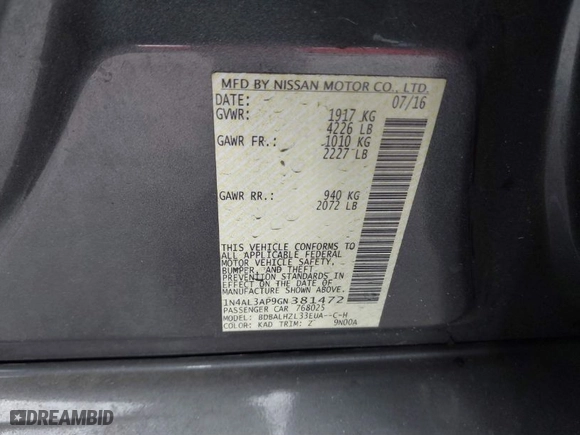 MFD BY NISSAN MOTOR CO., LTD.
DATE: 07/16
GVWR: 1917 KG
4226 LB
GAWR FR.: 1010 KG
2227 LB
GAWR RR.: 940 KG
2072 LB
THIS VEHICLE CONFORMS TO
ALL APPLICABLE FEDERAL
MOTOR VEHICLE SAFETY,
BUMPER, AND THEFT
PREVENTION STANDARDS
IN EFFECT ON THE DATE OF
MANUFACTURE SHOWN ABOVE.
1N4AL3AP9GN381472
PASSENGER CAR 768025
MODEL: BDBALH2L33EUA--C-H
COLOR: KAD TRIM: Z 9N00A
DREAMBID